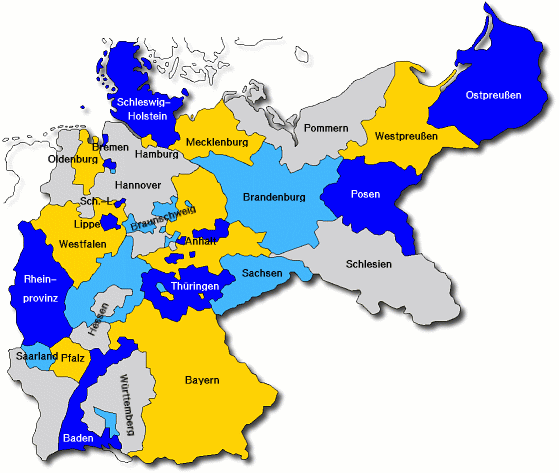 Ostpreußen
Schleswig-
Holstein
Pommern
Westpreußen
Mecklenburg
Bremen
Hamburg
Oldenburg
Hannover
Brandenburg
Posen
Sch.-L.
Braunschweig
Lippe
Westfalen
Anhalt
Schlesien
Sachsen
Rhein-
provinz
Thüringen
Hessen
Saarland
Pfalz
Bayern
Württemberg
Baden